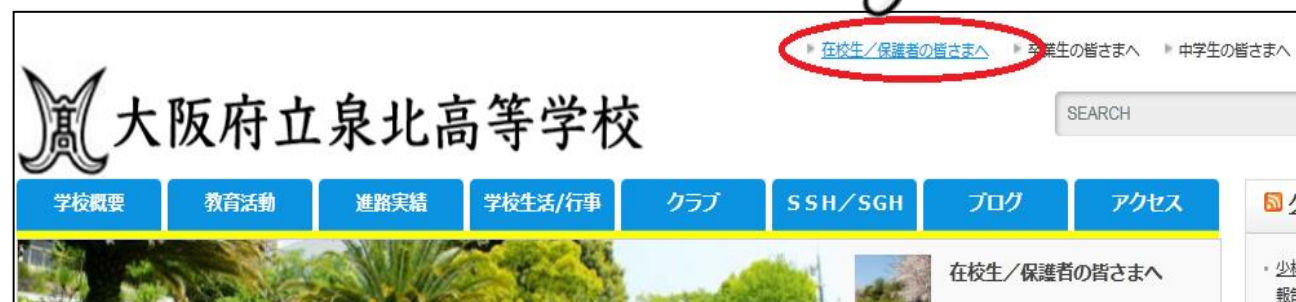 在校生／保護者の皆さまへ 卒業生の皆さまへ 中学生の皆さまへ
大阪府立泉北高等学校
SEARCH
学校概要 教育活動 進路実績 学校生活/行事 クラブ ＳＳＨ／SGH ブログ アクセス
在校生／保護者の皆さまへ